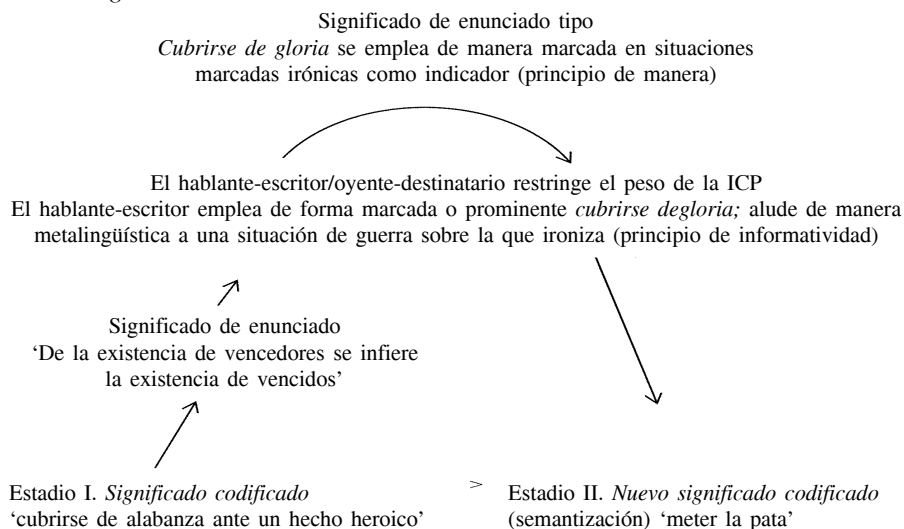 Significado de enunciado tipo
Cubrirse de gloria se emplea de manera marcada en situaciones
marcadas irónicas como indicador (principio de manera)
El hablante-escritor/oyente-destinatario restringe el peso de la ICP
El hablante-escritor emplea de forma marcada o prominente cubrirse degloria; alude de manera
metalingüística a una situación de guerra sobre la que ironiza (principio de informatividad)
Significado de enunciado
‘De la existencia de vencedores se infiere
la existencia de vencidos’
Estadio I. Significado codificado
‘cubrirse de alabanza ante un hecho heroico’
>
Estadio II. Nuevo significado codificado
(semantización) ‘meter la pata’